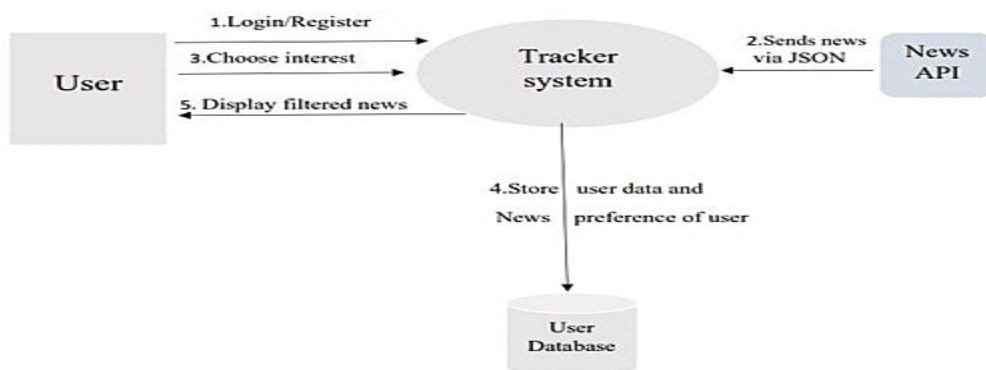 1.Login/Register
User
3.Choose interest
5. Display filtered news
Tracker
system
2.Sends news
via JSON
News
API
4.Store user data and
News preference of user
User
Database